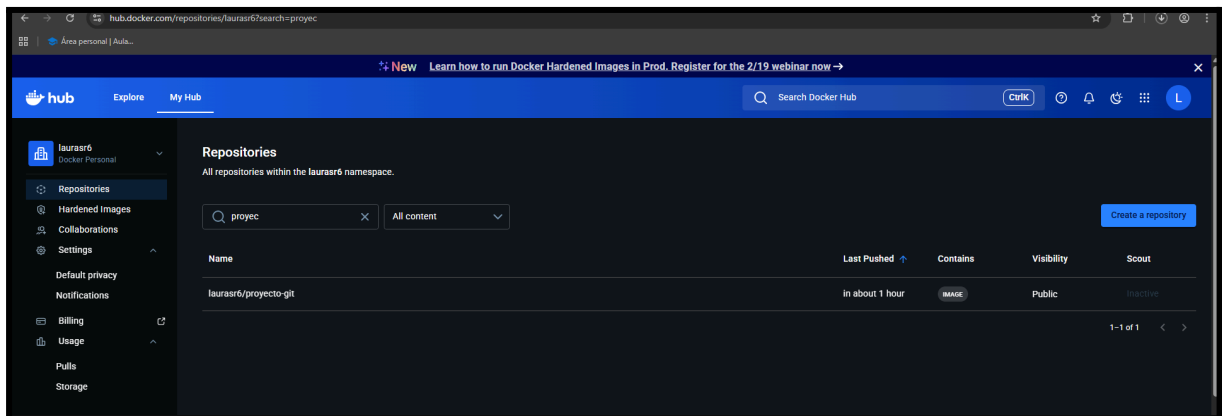 hub.docker.com/repositories/laurasr6?search=proyec
Área personal | Aula...
New Learn how to run Docker Hardened Images in Prod. Register for the 2/19 webinar now →
hub Explore My Hub Search Docker Hub CtrlK L
laurasr6
Docker Personal
Repositories
Hardened Images
Collaborations
Settings
Default privacy
Notifications
Billing
Usage
Pulls
Storage
Repositories
All repositories within the laurasr6 namespace.
proyec All content Create a repository
Name Last Pushed Contains Visibility Scout
laurasr6/proyecto-git in about 1 hour IMAGE Public Inactive
1–1 of 1